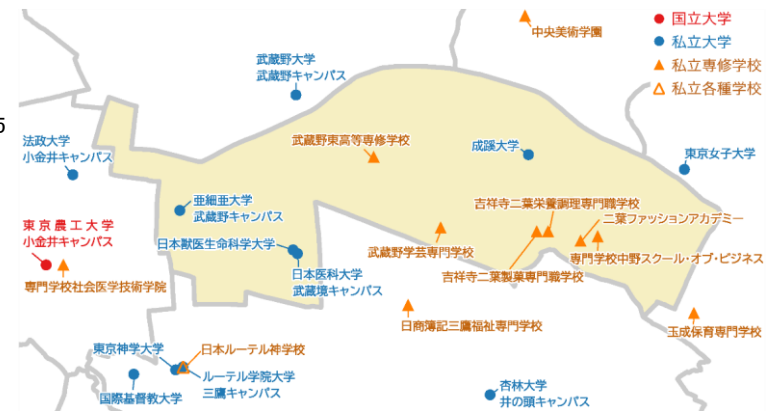 中央美術学園
国立大学
私立大学
私立専修学校
私立各種学校
武蔵野大学
武蔵野キャンパス
5
法政大学
小金井キャンパス
武蔵野東高等専修学校
成蹊大学
東京女子大学
亜細亜大学
武蔵野キャンパス
吉祥寺二葉栄養調理専門職学校
二葉ファッションアカデミー
東京農工大学
小金井キャンパス
日本獣医生命科学大学
武蔵野学芸専門学校
専門学校中野スクール・オブ・ビジネス
日本医科大学
武蔵境キャンパス
吉祥寺二葉製菓専門職学校
専門学校社会医学技術学院
日商簿記三鷹福祉専門学校
玉成保育専門学校
東京神学大学
日本ルーテル神学校
ルーテル学院大学
三鷹キャンパス
国際基督教大学
杏林大学
井の頭キャンパス